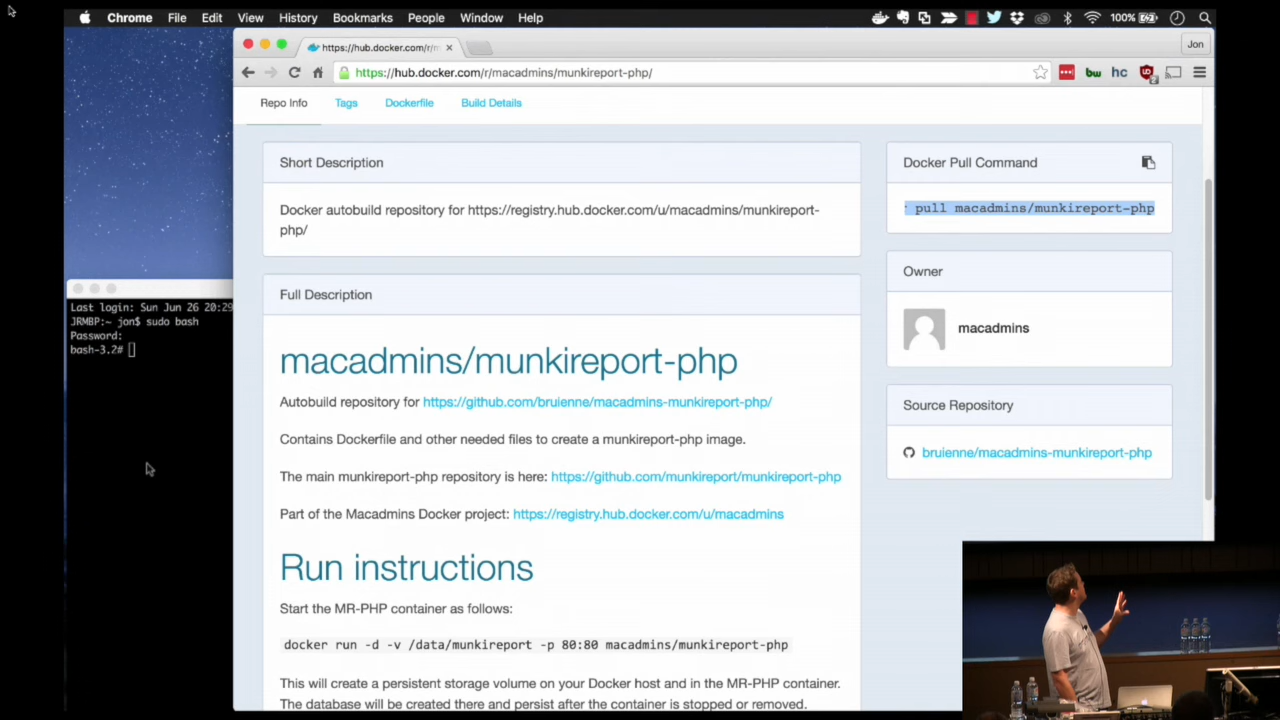 Chrome File Edit View History Bookmarks People Window Help
100%
https://hub.docker.com/r/m
Jon
https://hub.docker.com/r/macadmins/munkireport-php/
bw hc
Repo Info Tags Dockerfile Build Details
Short Description
Docker autobuild repository for https://registry.hub.docker.com/u/macadmins/munkireport-
php/
Full Description
macadmins/munkireport-php
Autobuild repository for https://github.com/bruienne/macadmins-munkireport-php/
Contains Dockerfile and other needed files to create a munkireport-php image.
The main munkireport-php repository is here: https://github.com/munkireport/munkireport-php
Part of the Macadmins Docker project: https://registry.hub.docker.com/u/macadmins
Run instructions
Start the MR-PHP container as follows:
docker run -d -v /data/munkireport -p 80:80 macadmins/munkireport-php
This will create a persistent storage volume on your Docker host and in the MR-PHP container.
The database will be created there and persist after the container is stopped or removed.
Docker Pull Command
pull macadmins/munkireport-php
Owner
macadmins
Source Repository
bruienne/macadmins-munkireport-php
Last login: Sun Jun 26 20:29
JRMBP:~ jon$ sudo bash
Password:
bash-3.2#